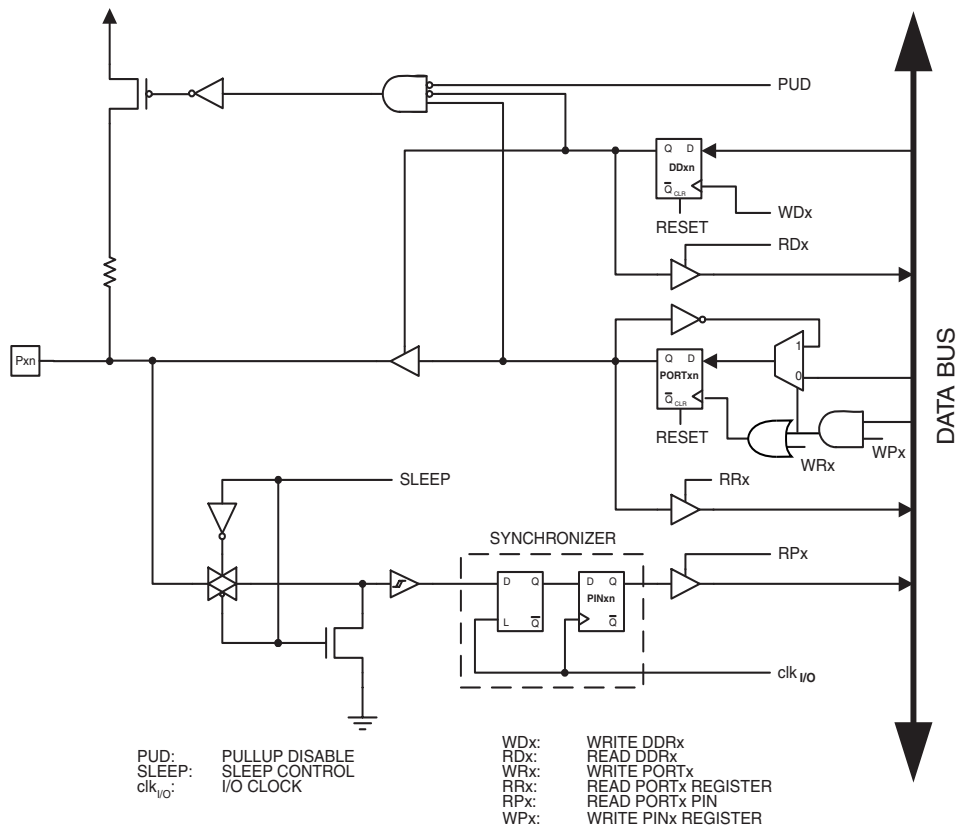 PUD
Q D
DDxn
Q CLR
WDx
RESET
RDx
Pxn
1
Q D
PORTxn
0
Q CLR
RESET
WRx
WPx
DATA BUS
SLEEP
RRx
SYNCHRONIZER
RPx
D Q
D Q
PINxn
L Q
Q
clk I/O
PUD: PULLUP DISABLE
SLEEP: SLEEP CONTROL
clkI/O: I/O CLOCK
WDx: WRITE DDRx
RDx: READ DDRx
WRx: WRITE PORTx
RRx: READ PORTx REGISTER
RPx: READ PORTx PIN
WPx: WRITE PINx REGISTER